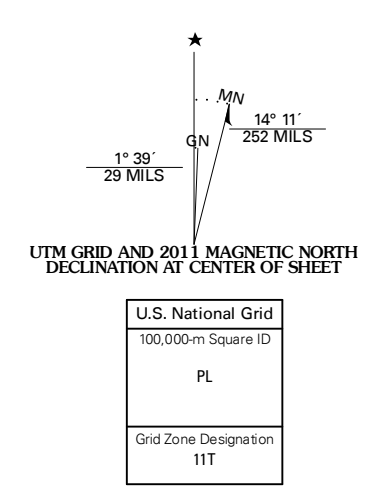 ★
MN
14° 11´
252 MILS
GN
1° 39´
29 MILS
UTM GRID AND 2011 MAGNETIC NORTH
DECLINATION AT CENTER OF SHEET
U.S. National Grid
100,000-m Square ID
PL
Grid Zone Designation
11T